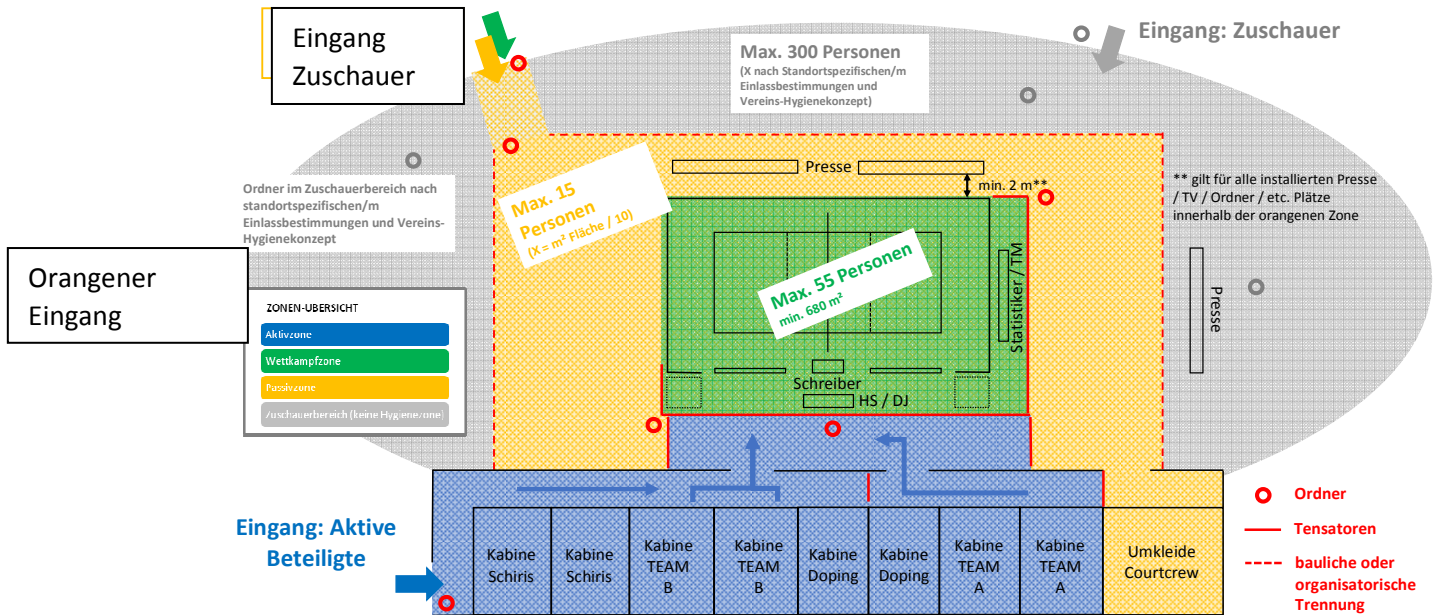 Eingang
Zuschauer
Eingang: Zuschauer
Max. 300 Personen
(X nach Standortspezifischen/m
Einlassbestimmungen und
Vereins-Hygienekonzept)
Ordner im Zuschauerbereich nach
standortspezifischen/m
Einlassbestimmungen und Vereins-
Hygienekonzept
Max. 15
Personen
(X = m² Fläche / 10)
Presse
min. 2 m**
** gilt für alle installierten Presse
/ TV / Ordner / etc. Plätze
innerhalb der orangenen Zone
Orangener
Eingang
Max. 55 Personen
min. 680 m²
Statistiker / TM
Presse
ZONEN-ÜBERSICHT
Aktivzone
Wettkampfzone
Passivzone
Zuschauerbereich (keine Hygienezone)
Schreiber
HS / DJ
Eingang: Aktive
Beteiligte
Kabine
Schiris
Kabine
Schiris
Kabine
TEAM
B
Kabine
TEAM
B
Kabine
Doping
Kabine
Doping
Kabine
TEAM
A
Kabine
TEAM
A
Umkleide
Courtcrew
Ordner
Tensatoren
bauliche oder
organisatorische
Trennung